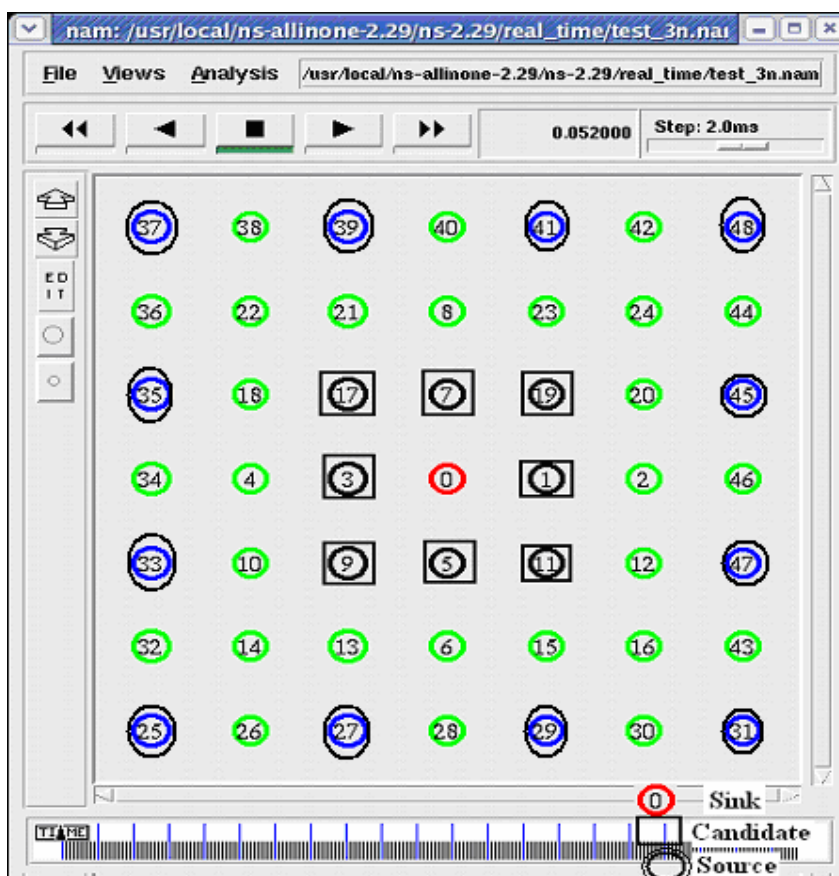 nam: /usr/local/ns-allinone-2.29/ns-2.29/real_time/test_3n.nar
File Views Analysis /usr/local/ns-allinone-2.29/ns-2.29/real_time/test_3n.nam
0.052000 Step: 2.0ms
ED
IT
37 38 39 40 41 42 48
36 22 21 8 23 24 44
35 18 17 7 19 20 45
34 4 3 0 1 2 46
33 10 9 5 11 12 47
32 14 13 6 15 16 43
25 26 27 28 29 30 31
0 Sink
TIME Candidate
Source